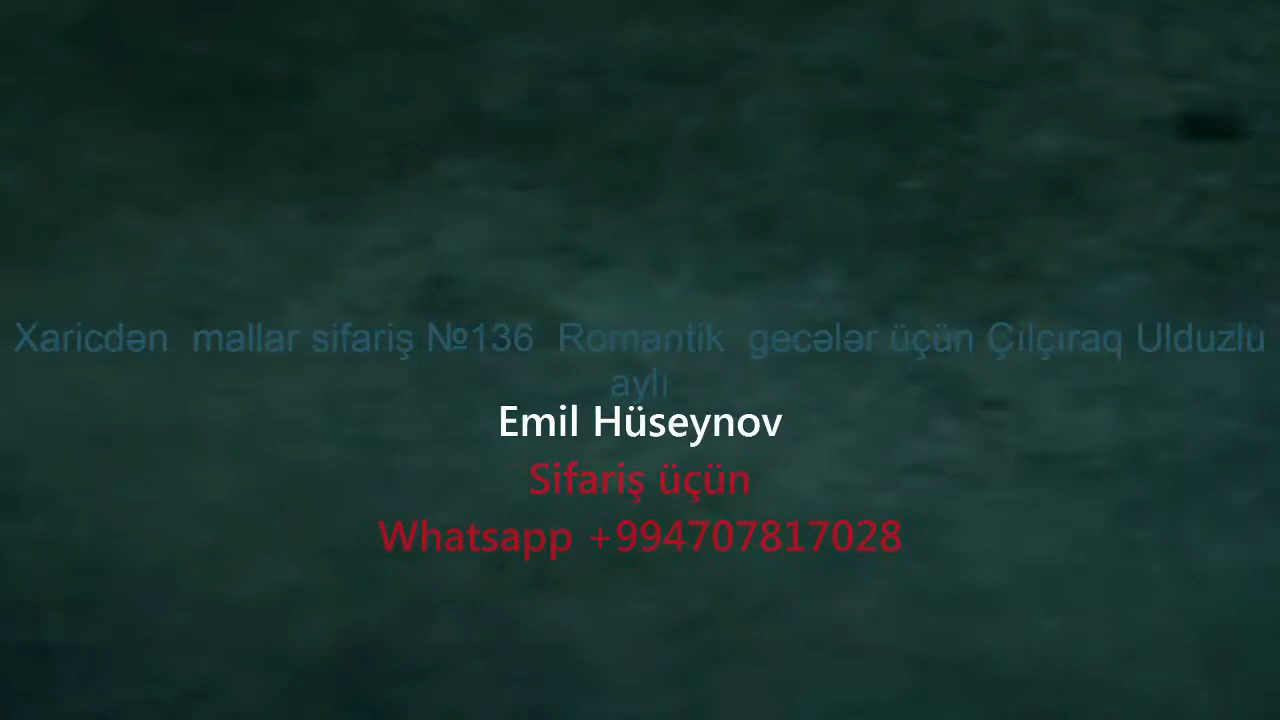 Xaricdən mallar sifariş №136 Romantik gecələr üçün Çılçıraq Ulduzlu
aylı
Emil Hüseynov
Sifariş üçün
Whatsapp +994707817028